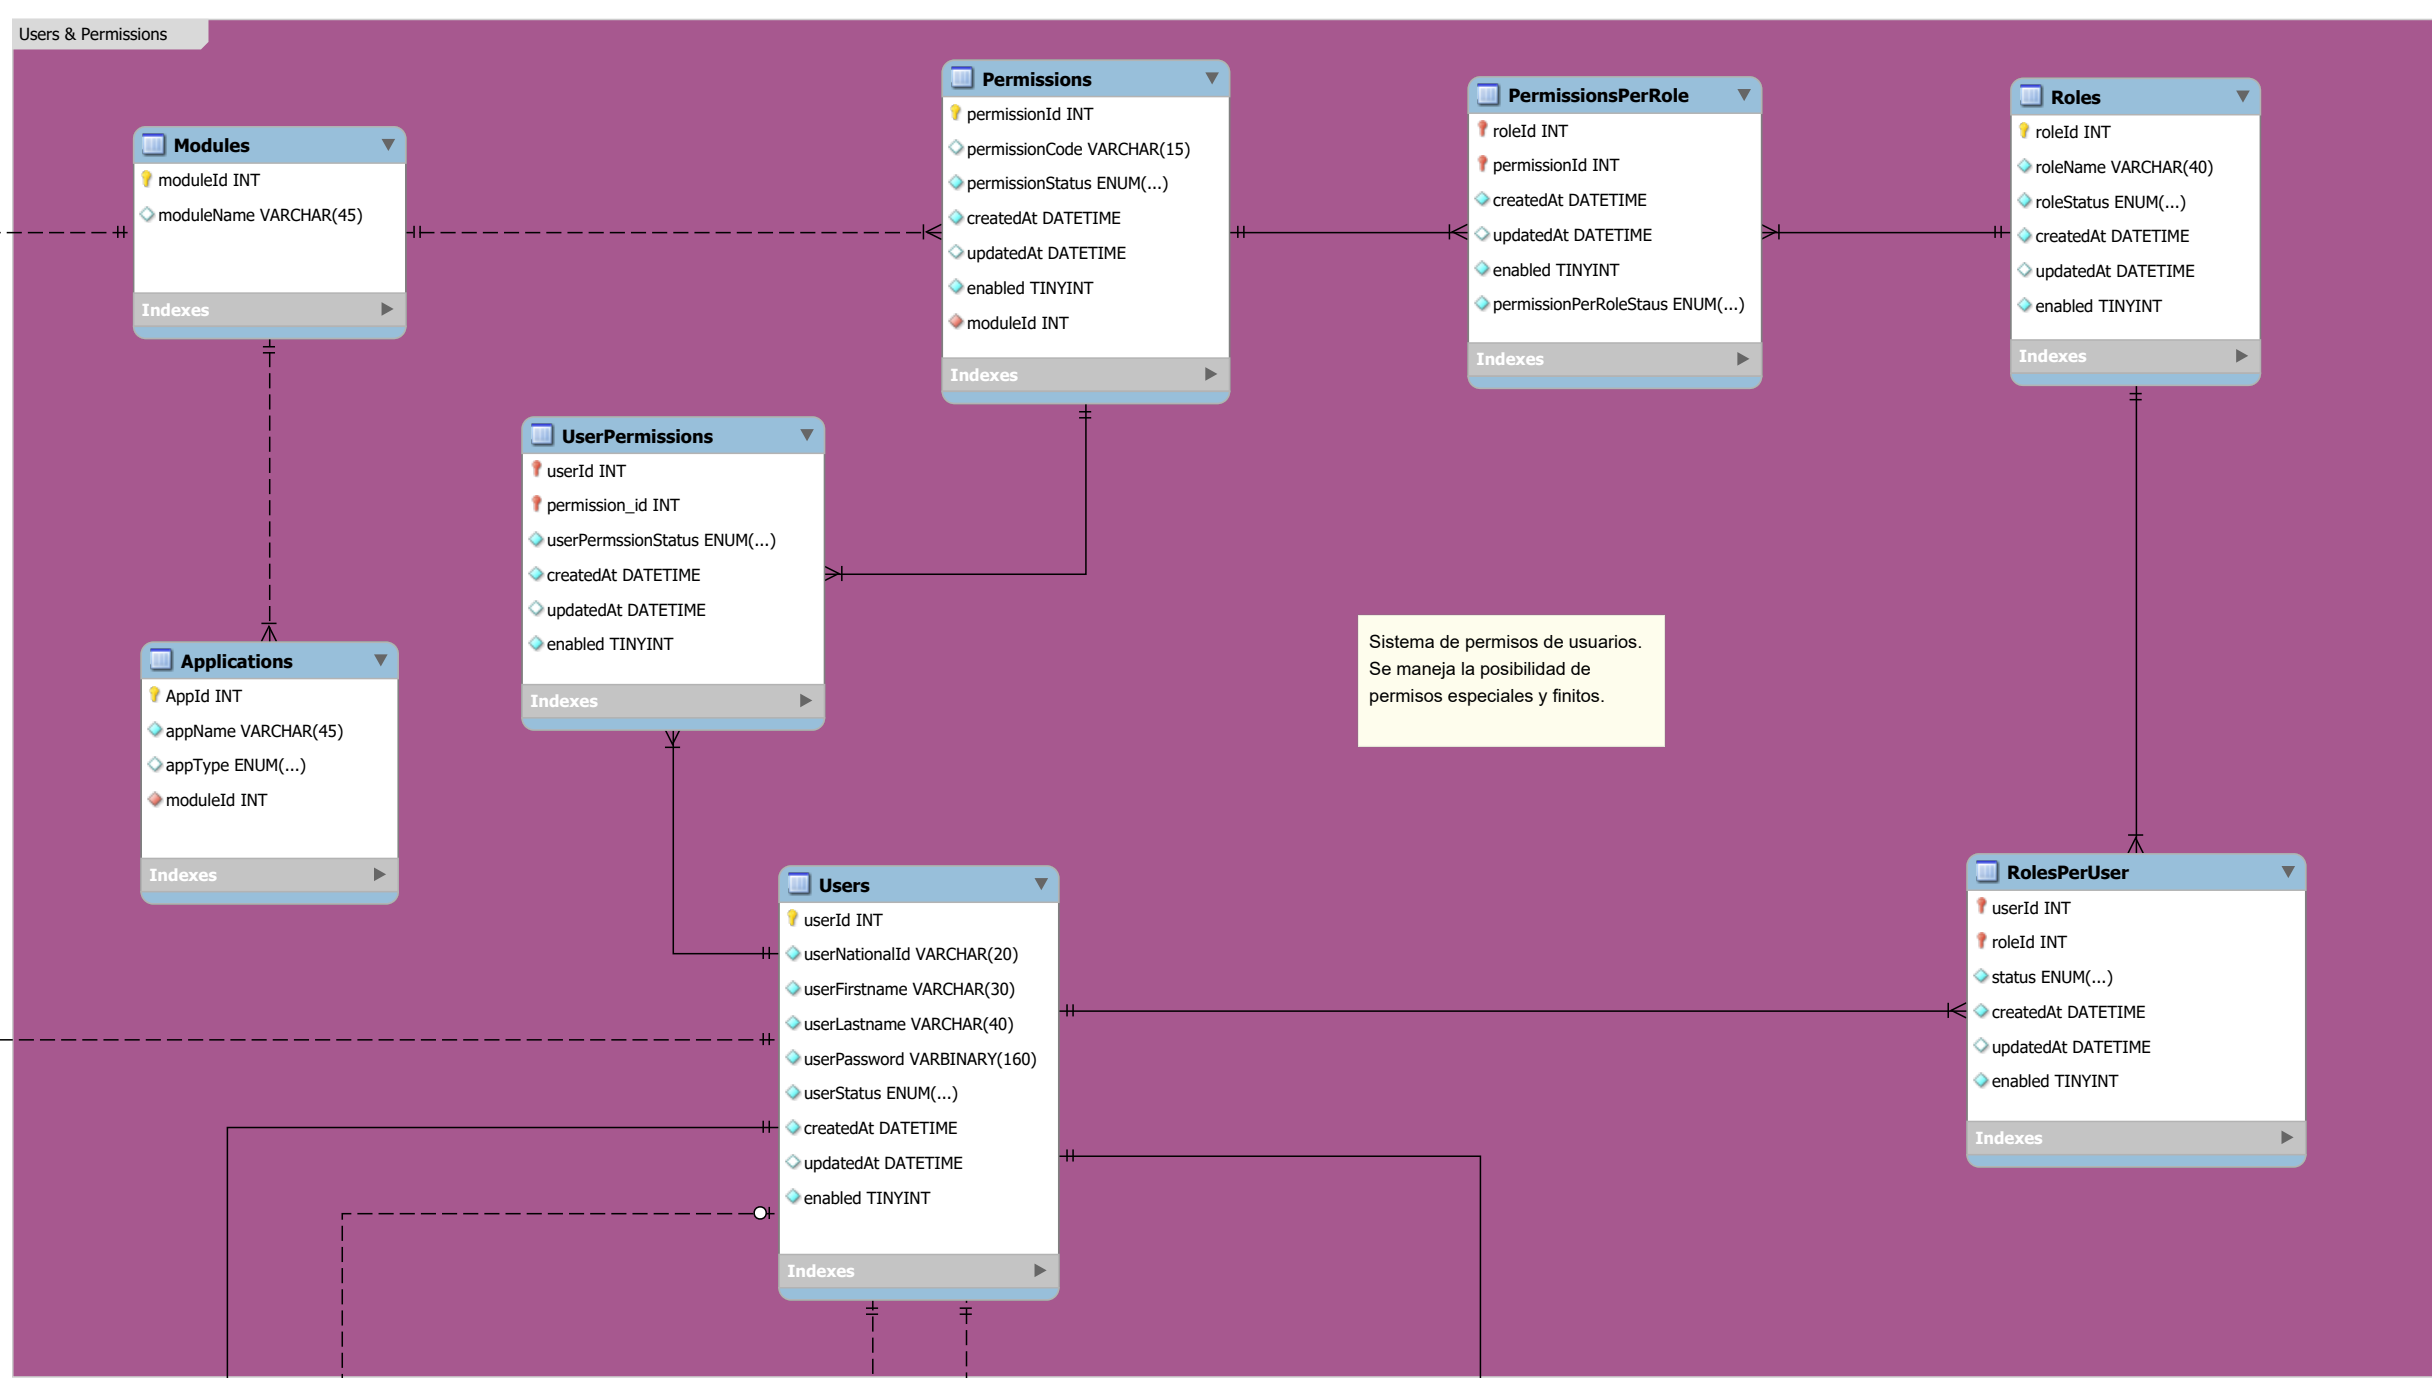 Users & Permissions
Modules
moduleId INT
moduleName VARCHAR(45)
Indexes
Permissions
permissionId INT
permissionCode VARCHAR(15)
permissionStatus ENUM(...)
createdAt DATETIME
updatedAt DATETIME
enabled TINYINT
moduleId INT
Indexes
PermissionsPerRole
roleId INT
permissionId INT
createdAt DATETIME
updatedAt DATETIME
enabled TINYINT
permissionPerRoleStaus ENUM(...)
Indexes
Roles
roleId INT
roleName VARCHAR(40)
roleStatus ENUM(...)
createdAt DATETIME
updatedAt DATETIME
enabled TINYINT
Indexes
UserPermissions
userId INT
permission_id INT
userPermssionStatus ENUM(...)
createdAt DATETIME
updatedAt DATETIME
enabled TINYINT
Indexes
Sistema de permisos de usuarios.
Se maneja la posibilidad de
permisos especiales y finitos.
Applications
AppId INT
appName VARCHAR(45)
appType ENUM(...)
moduleId INT
Indexes
Users
userId INT
userNationalId VARCHAR(20)
userFirstname VARCHAR(30)
userLastname VARCHAR(40)
userPassword VARBINARY(160)
userStatus ENUM(...)
createdAt DATETIME
updatedAt DATETIME
enabled TINYINT
Indexes
RolesPerUser
userId INT
roleId INT
status ENUM(...)
createdAt DATETIME
updatedAt DATETIME
enabled TINYINT
Indexes